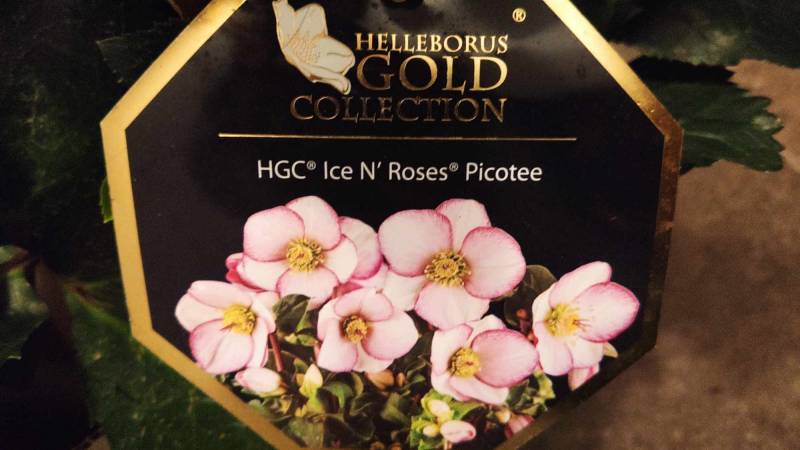 ®
HELLEBORUS
GOLD
COLLECTION
HGC® Ice N' Roses® Picotee